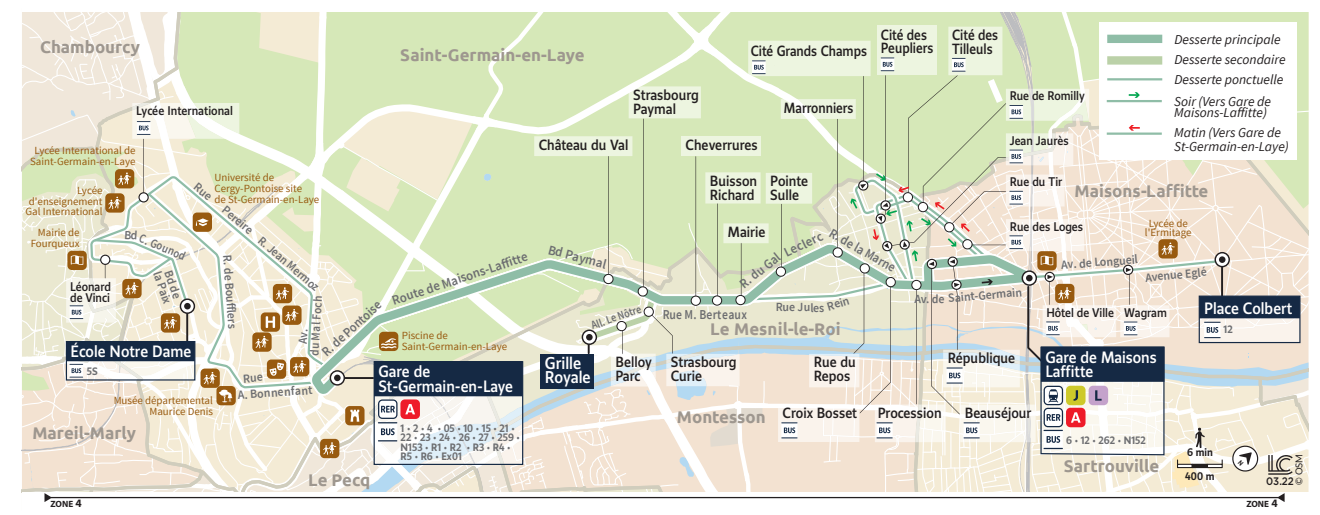 Chambourcy
Saint-Germain-en-Laye
Cité Grands Champs
BUS
Cité des
Peupliers
BUS
Cité des
Tilleuls
BUS
Desserte principale
Desserte secondaire
Desserte ponctuelle
Soir (Vers Gare de
Maisons-Laffitte)
Matin (Vers Gare de
St-Germain-en-Laye)
Lycée International
BUS
Strasbourg
Paymal
Marronniers
Rue de Romilly
BUS
Château du Val
Cheverrures
Jean Jaurès
BUS
Lycée International de
Saint-Germain-en-Laye
Université de
Cergy-Pontoise site
de St-Germain-en-Laye
Buisson
Richard
Pointe
Sulle
Rue du Tir
BUS
Maisons-Laffitte
Lycée
d'enseignement
Gal International
Rue Pereire
R. Jean Mermoz
Mairie
Rue des Loges
BUS
Lycée de
l'Ermitage
Mairie de
Fourqueux
Bd C. Gounod
Bd de
la Paix
R. de Boufflers
Av.
du Mal Foch
R. de Pontoise
Route de Maisons-Laffitte
Bd Paymal
R. du Gal Leclerc
R. de la Marne
Av. de Longueil
Avenue Eglé
Léonard
de Vinci
BUS
H
Rue M. Berteaux
Rue Jules Rein
Av. de Saint-Germain
Hôtel de Ville
BUS
Wagram
BUS
Place Colbert
BUS 12
All. Le Nôtre
Le Mesnil-le-Roi
École Notre Dame
BUS 5S
Piscine de
Saint-Germain-en-Laye
Grille
Royale
Belloy
Parc
Strasbourg
Curie
Rue du
Repos
République
BUS
Gare de Maisons
Laffitte
J L
RER A
BUS 6 • 12 • 262 • N152
Rue
A. Bonnenfant
Musée départemental
Maurice Denis
Gare de
St-Germain-en-Laye
RER A
BUS
1 • 2 • 4 • 05 • 10 • 15 • 21 •
22 • 23 • 24 • 26 • 27 • 259 •
N153 • R1 • R2 • R3 • R4 •
R5 • R6 • Ex01
Montesson
Croix Bosset
BUS
Procession
BUS
Beauséjour
BUS
Mareil-Marly
Le Pecq
Sartrouville
6 min
400 m
LC
03.22 © OSM
ZONE 4
ZONE 4